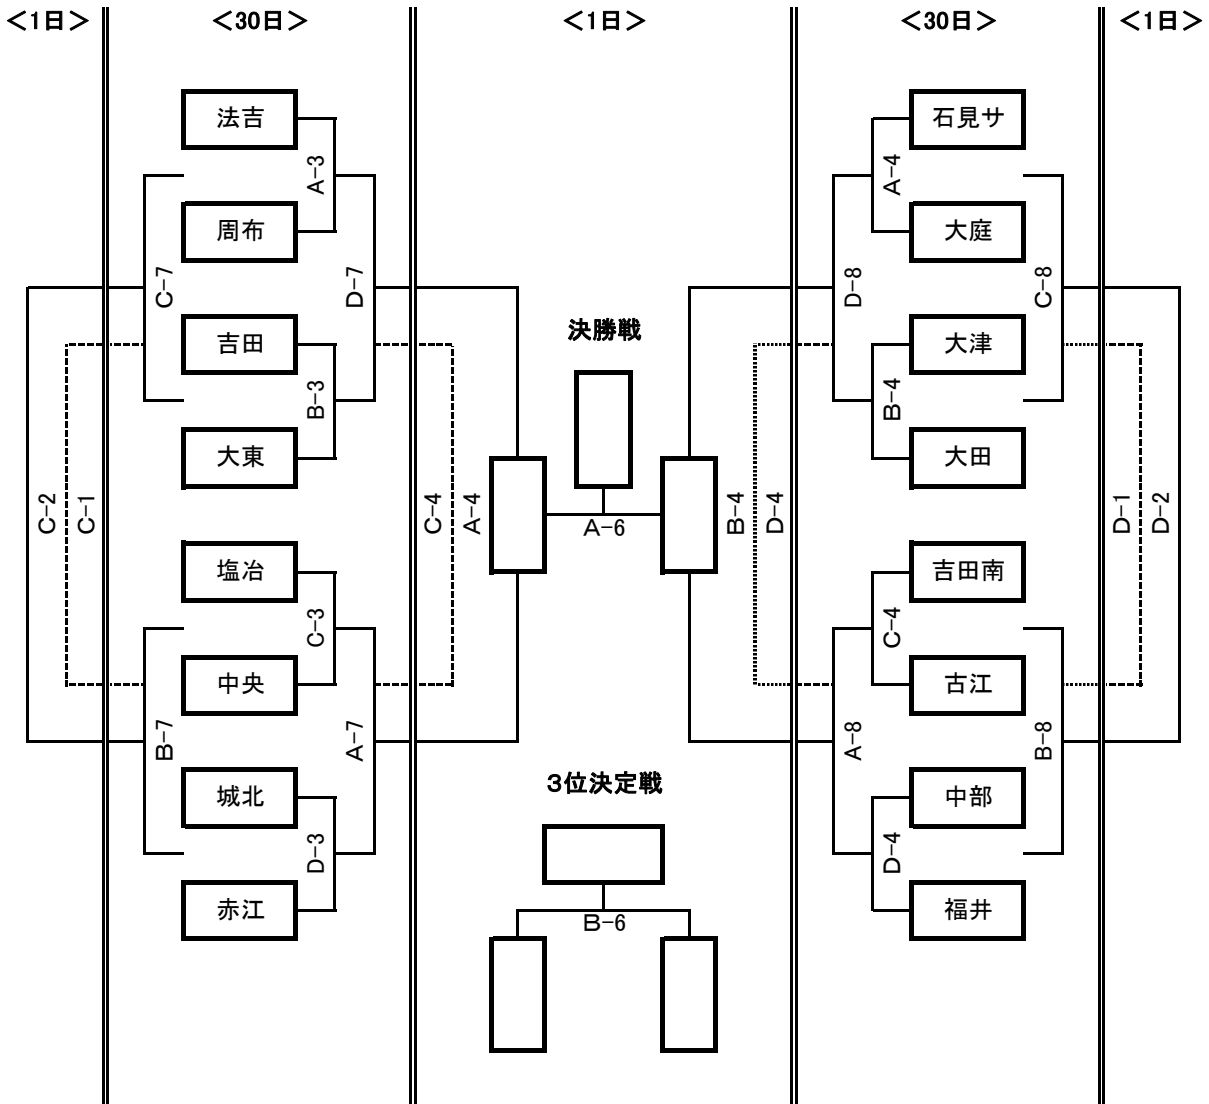 ＜1日＞ ＜30日＞ ＜1日＞ ＜30日＞ ＜1日＞
法吉
A-3
周布
C-7
D-7
吉田
B-3
大東
C-2
C-1
C-4
A-4
塩冶
C-3
中央
B-7
A-7
城北
D-3
赤江
決勝戦
A-6
3位決定戦
B-6
石見サ
A-4
大庭
D-8
C-8
大津
B-4
大田
B-4
D-4
D-1
D-2
吉田南
C-4
古江
A-8
B-8
中部
D-4
福井